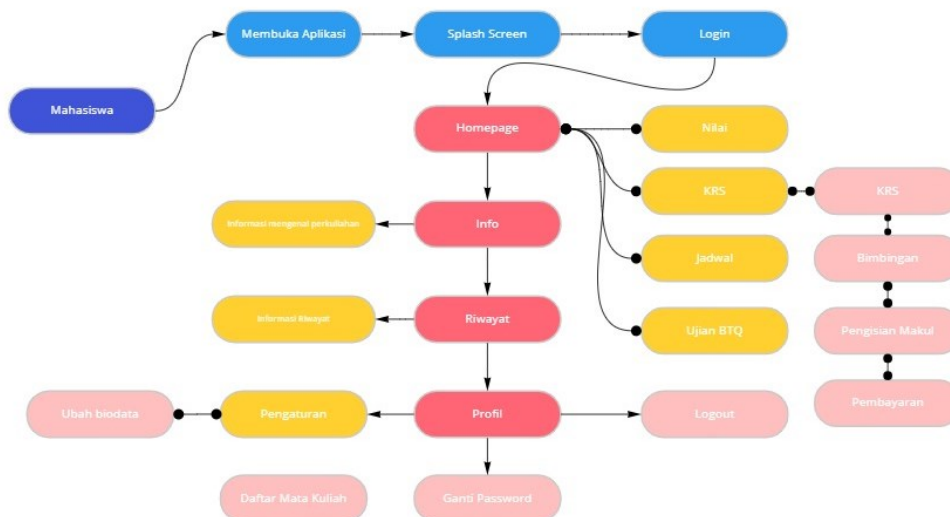 Membuka Aplikasi
Splash Screen
Login
Mahasiswa
Homepage
Nilai
KRS
KRS
Informasi mengenai perkuliahan
Info
Jadwal
Bimbingan
Informasi Riwayat
Riwayat
Ujian BTQ
Pengisian Makul
Ubah biodata
Pengaturan
Profil
Logout
Pembayaran
Daftar Mata Kuliah
Ganti Password